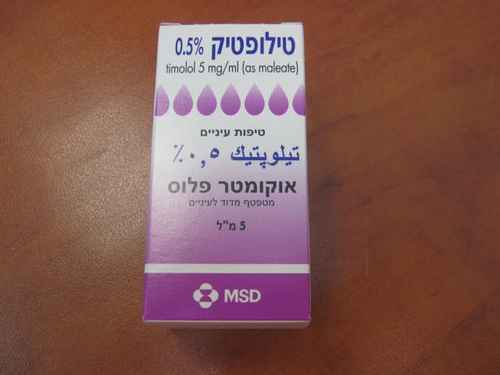 טילופטיק 0.5%
timolol 5 mg/ml (as maleate)
טיפות עיניים
تيلوپتيك ٠,٥٪
אוקומטר פלוס
מטפטף מדוד לעיניים
5 מ"ל
MSD